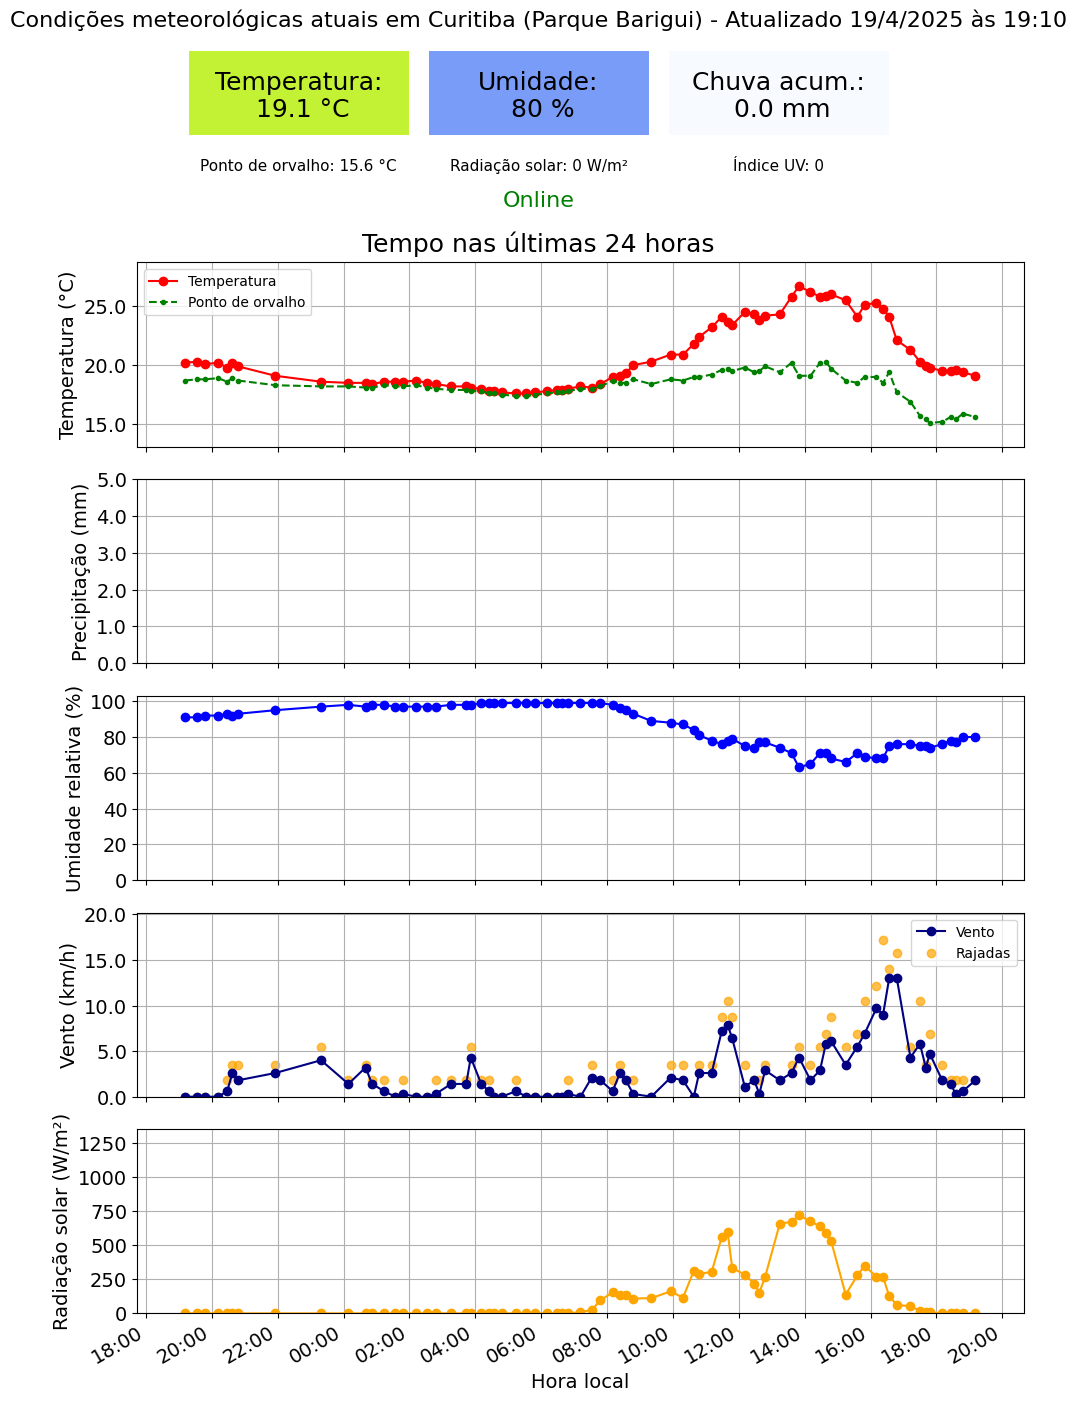 Condições meteorológicas atuais em Curitiba (Parque Barigui) - Atualizado 19/4/2025 às 19:10
Temperatura:
19.1 °C
Umidade:
80 %
Chuva acum.:
0.0 mm
Ponto de orvalho: 15.6 °C
Radiação solar: 0 W/m²
Índice UV: 0
Online
Tempo nas últimas 24 horas
Temperatura (°C)
25.0
20.0
15.0
Temperatura
Ponto de orvalho
Precipitação (mm)
5.0
4.0
3.0
2.0
1.0
0.0
Umidade relativa (%)
100
80
60
40
20
0
Vento (km/h)
20.0
15.0
10.0
5.0
0.0
Vento
Rajadas
Radiação solar (W/m²)
1250
1000
750
500
250
0
18:00
20:00
22:00
00:00
02:00
04:00
06:00
08:00
10:00
12:00
14:00
16:00
18:00
20:00
Hora local